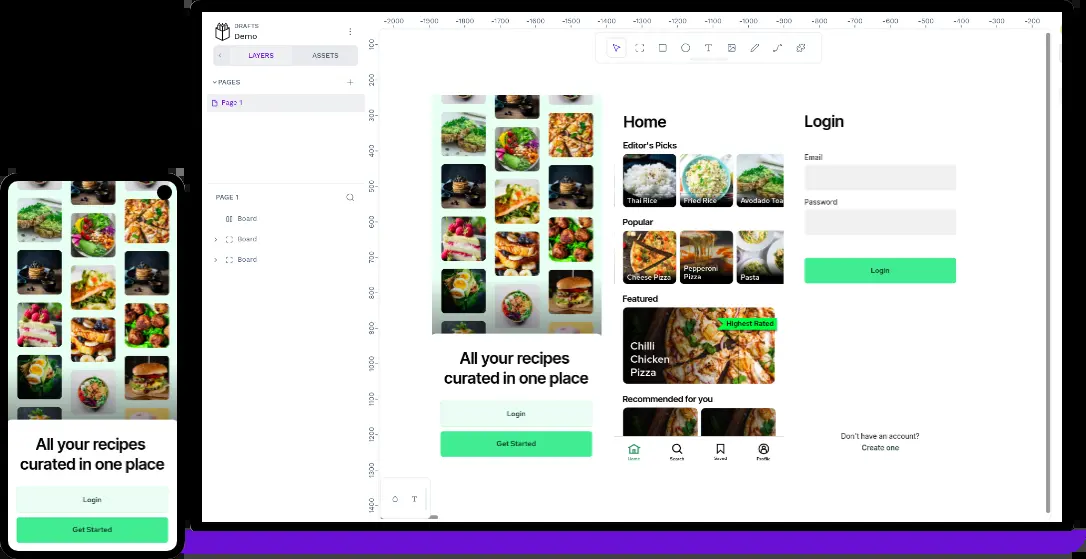 All your recipes
curated in one place
Login
Get Started
DRAFTS
Demo
LAYERS
ASSETS
PAGES
Page 1
PAGE 1
Board
Board
Board
-2000 -1900 -1800 -1700 -1600 -1500 -1400 -1300 -1200 -1100 -1000 -900 -800 -700 -600 -500 -400 -300 -200
100
200
300
400
500
600
700
800
900
1000
1100
1200
1300
1400
T
All your recipes
curated in one place
Login
Get Started
T
Home
Editor's Picks
Thai Rice
Fried Rice
Avodado Toa
Popular
Cheese Pizza
Pepperoni
Pizza
Pasta
Featured
Highest Rated
Chilli
Chicken
Pizza
Recommended for you
Home
Search
Saved
Profile
Login
Email
Password
Login
Don't have an account?
Create one